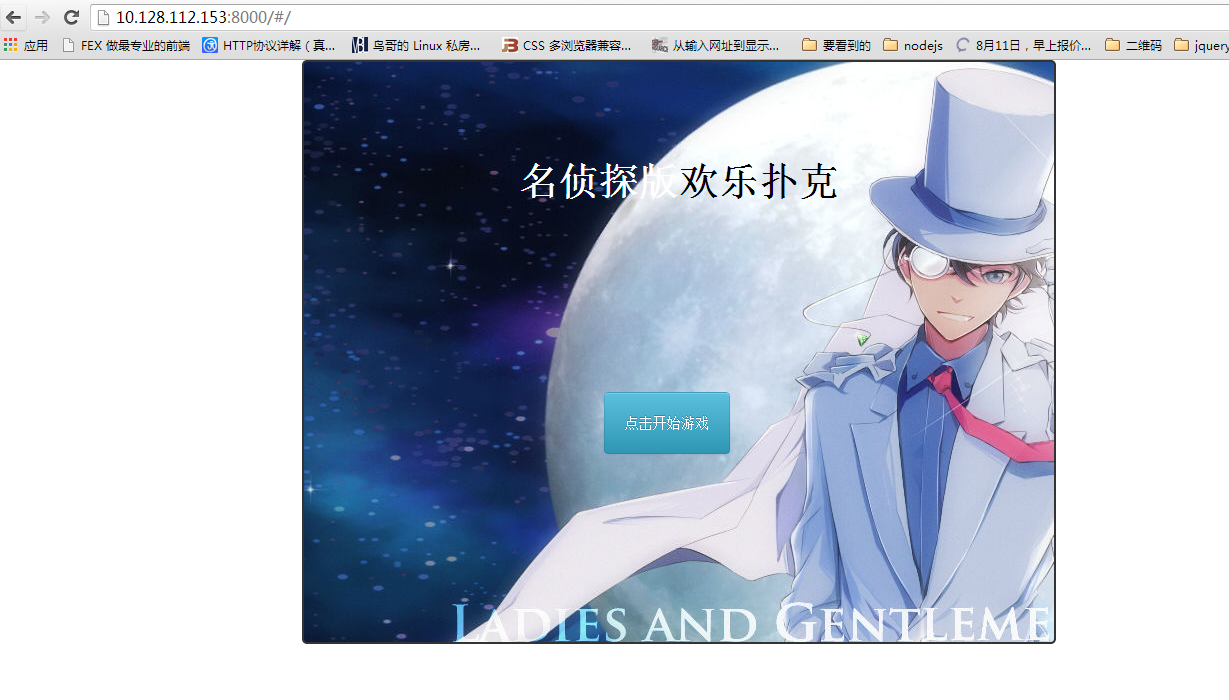 10.128.112.153:8000/#/
应用 FEX 做最专业的前端 HTTP协议详解（真... 鸟哥的 Linux 私房... CSS 多浏览器兼容... 从输入网址到显示... 要看到的 nodejs 8月11日，早上报价... 二维码 jquery
名侦探版欢乐扑克
点击开始游戏
LADIES AND GENTLEME